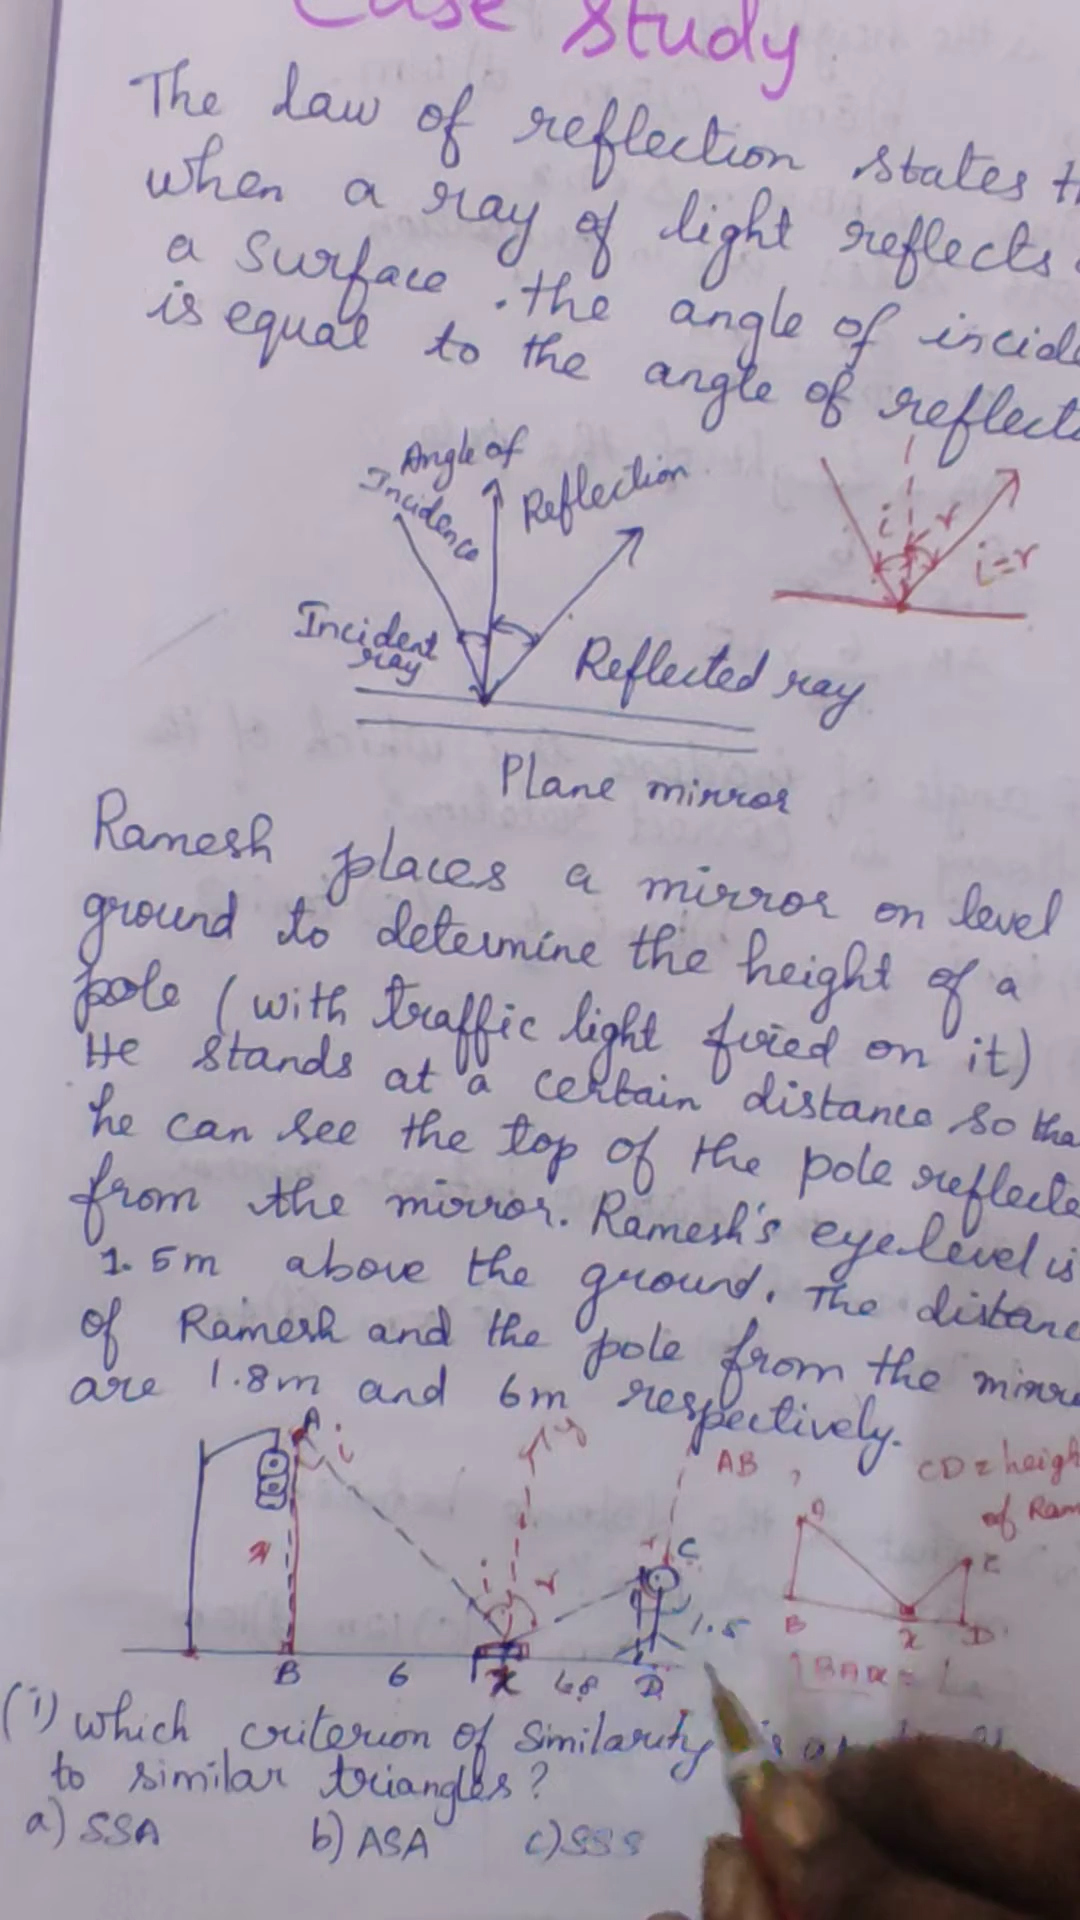 Case Study
The law of reflection states
when a ray of light reflects
a Surface . the angle of incide
is equal to the angle of reflect
Angle of
Incidence
Reflection
Incident
ray
Reflected ray
Plane mirror
i r
i=r
Ramesh places a mirror on level
ground to determine the height of a
pole (with traffic light fixed on it)
He stands at a certain distance so tha
he can see the top of the pole reflecte
from the mirror. Ramesh's eye level is
1.5m above the ground. The distanc
of Ramesh and the pole from the mirr
are 1.8m and 6m respectively.
A i
AB
CD = heigh
of Ram
x
i r
C
1.5
B 6 x D
A
C
B x D
(i) which criterion of similarity is
to similar triangles?
a) SSA b) ASA c) SSS